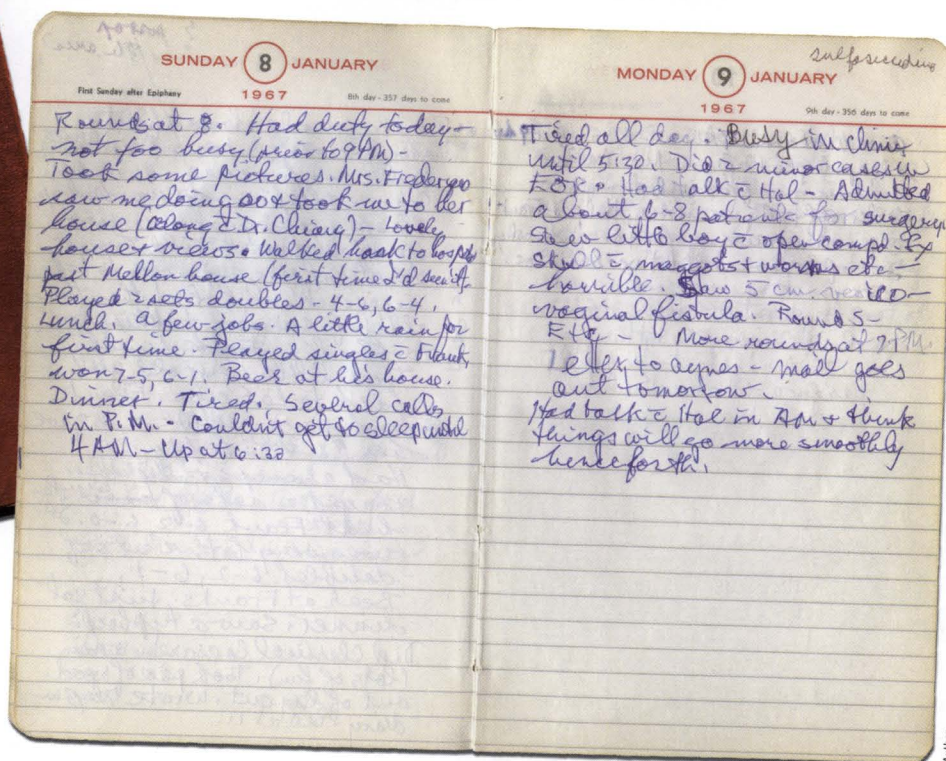 SUNDAY 8 JANUARY
First Sunday after Epiphany
1967
8th day - 357 days to come
Rounds at 8. Had duty today -
not too busy (prior to 9 AM) -
Took some pictures. Mrs.
saw me doing so & took me to her
house (along c̄ Dr. Chiang) - Lovely
house & views. Walked back to hosp
past Mellon house (first time I'd seen it.
Played 2 sets doubles - 4-6, 6-4.
Lunch. A few jobs. A little rain for
first time. Played singles c̄ Frank,
won 7-5, 6-1. Beer at his house.
Dinner. Tired. Several calls
in P.M. - Couldn't get to sleep until
4 AM - Up at 6:30
MONDAY 9 JANUARY
1967
9th day - 356 days to come
Tired all day. Busy in clinic
until 5:30. Did 2 minor cases in
Had talk c̄ Hal - Admitted
about 6-8 patients for surgery
Saw little boy c̄ open compd. Fx
skull c̄ maggots & worms etc -
horrible. Saw 5 cm. vesico-
vaginal fistula. Rounds -
Etc - More rounds at 7 PM.
Letter to - mail goes
out tomorrow.
Had talk c̄ Hal in AM & think
things will go more smoothly
henceforth.